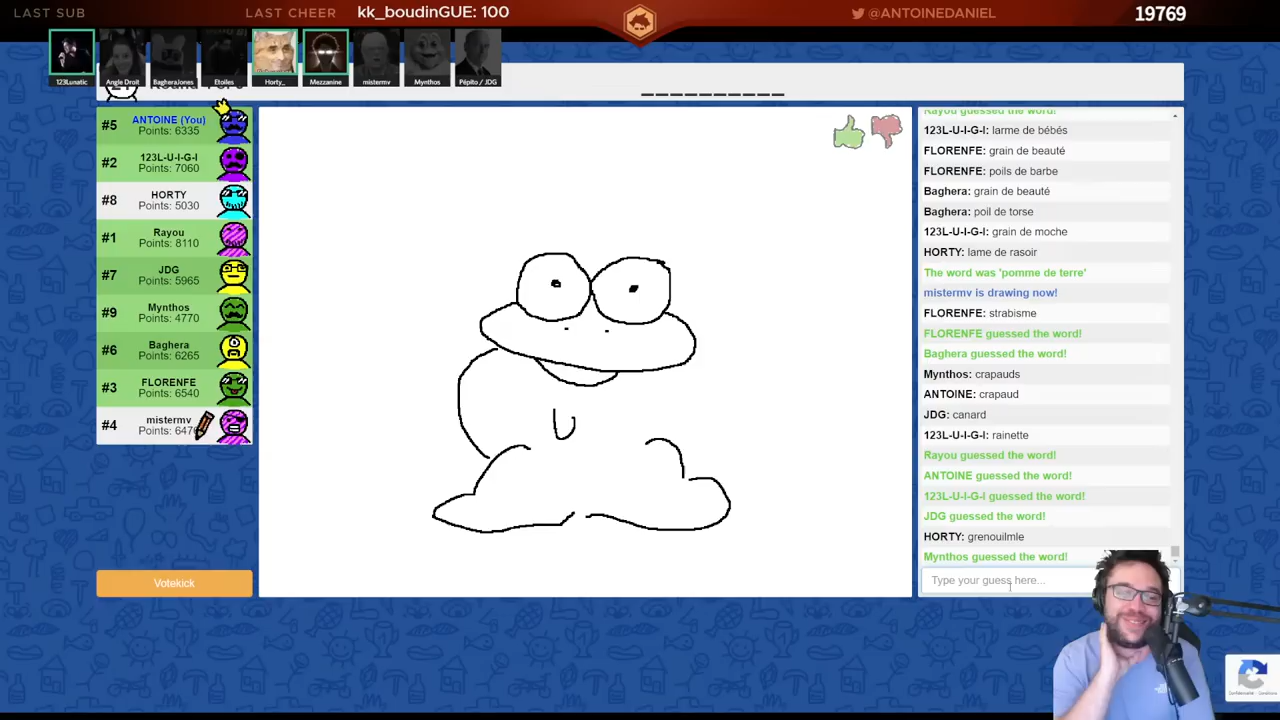 LAST SUB
LAST CHEER kk_boudinGUE: 100
@ANTOINEDANIEL
19769
123Lunatic
Angle Droit
BagheraJones
Etoiles
Horty_
Mezzanine
mistermv
Mynthos
Pépito / JDG
__________
#5 ANTOINE (You)
Points: 6335
#2 123L-U-I-G-I
Points: 7060
#8 HORTY
Points: 5030
#1 Rayou
Points: 8110
#7 JDG
Points: 5965
#9 Mynthos
Points: 4770
#6 Baghera
Points: 6265
#3 FLORENFE
Points: 6540
#4 mistermv
Points: 6470
Votekick
Rayou guessed the word!
123L-U-I-G-I: larme de bébés
FLORENFE: grain de beauté
FLORENFE: poils de barbe
Baghera: grain de beauté
Baghera: poil de torse
123L-U-I-G-I: grain de moche
HORTY: lame de rasoir
The word was 'pomme de terre'
mistermv is drawing now!
FLORENFE: strabisme
FLORENFE guessed the word!
Baghera guessed the word!
Mynthos: crapauds
ANTOINE: crapaud
JDG: canard
123L-U-I-G-I: rainette
Rayou guessed the word!
ANTOINE guessed the word!
123L-U-I-G-I guessed the word!
JDG guessed the word!
HORTY: grenouilmle
Mynthos guessed the word!
Type your guess here...